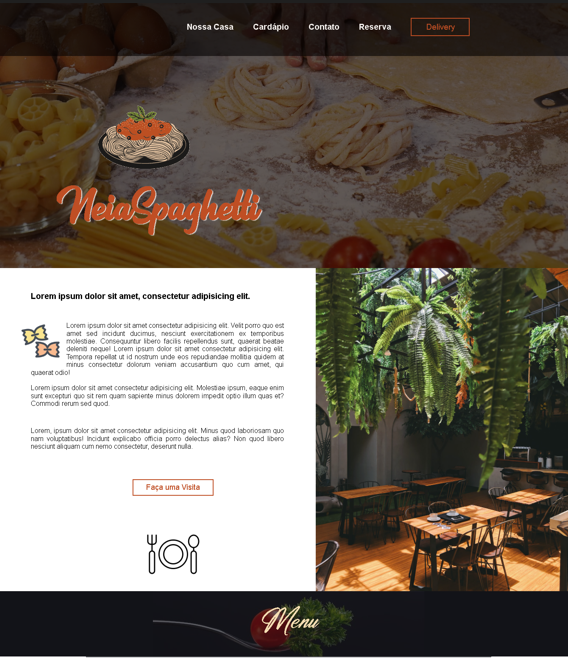 Nossa Casa Cardápio Contato Reserva Delivery
NeiaSpaghetti
Lorem ipsum dolor sit amet, consectetur adipisicing elit.
Lorem ipsum dolor sit amet consectetur adipisicing elit. Velit porro quo est
amet sed incidunt ducimus, nesciunt exercitationem ex temporibus
molestiae. Consequuntur libero facilis repellendus sunt, quaerat beatae
deleniti neque! Lorem ipsum dolor sit amet consectetur adipisicing elit.
Tempora repellat ut id nostrum unde eos repudiandae mollitia quidem at
minus consectetur dolorum veniam accusantium quo cum amet, qui
quaerat odio!
Lorem ipsum dolor sit amet consectetur adipisicing elit. Molestiae ipsum, eaque enim
sunt excepturi quo sit rem quam sapiente minus dolorem impedit optio illum quas et?
Commodi rerum sed quod.
Lorem, ipsum dolor sit amet consectetur adipisicing elit. Minus quod laboriosam quo
nam voluptatibus! Incidunt explicabo officia porro delectus alias? Non quod libero
nesciunt aliquam cum nemo consectetur, deserunt nulla.
Faça uma Visita
Menu